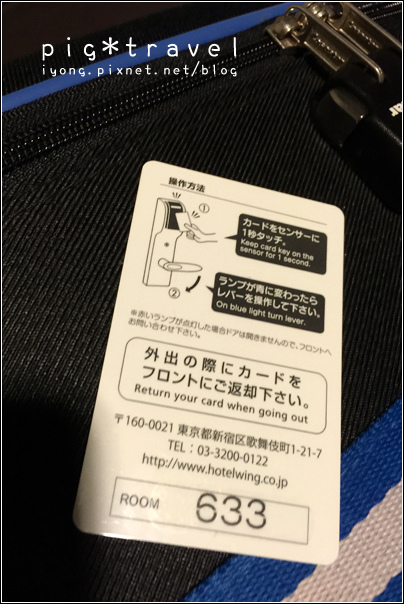 pig*travel
iyong.pixnet.net/blog
操作方法
①
カードをセンサーに
1秒タッチ。
Keep card key on the
sensor for 1 second.
②
ランプが青に変わったら
レバーを操作して下さい。
On blue light turn lever.
※赤いランプが点灯した場合ドアは開きませんので、フロントへ
お問い合わせ下さい。
外出の際にカードを
フロントにご返却下さい。
Return your card when going out
〒160-0021 東京都新宿区歌舞伎町1-21-7
TEL：03-3200-0122
http://www.hotelwing.co.jp
ROOM 633